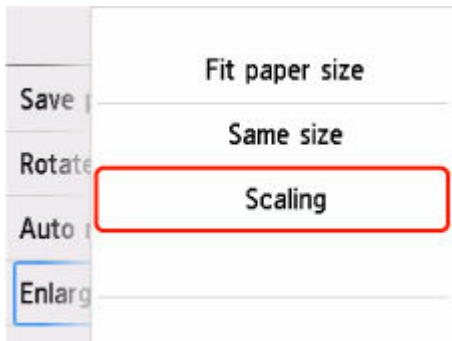 Fit paper size
Same size
Scaling
Save
Rotate
Auto
Enlarg